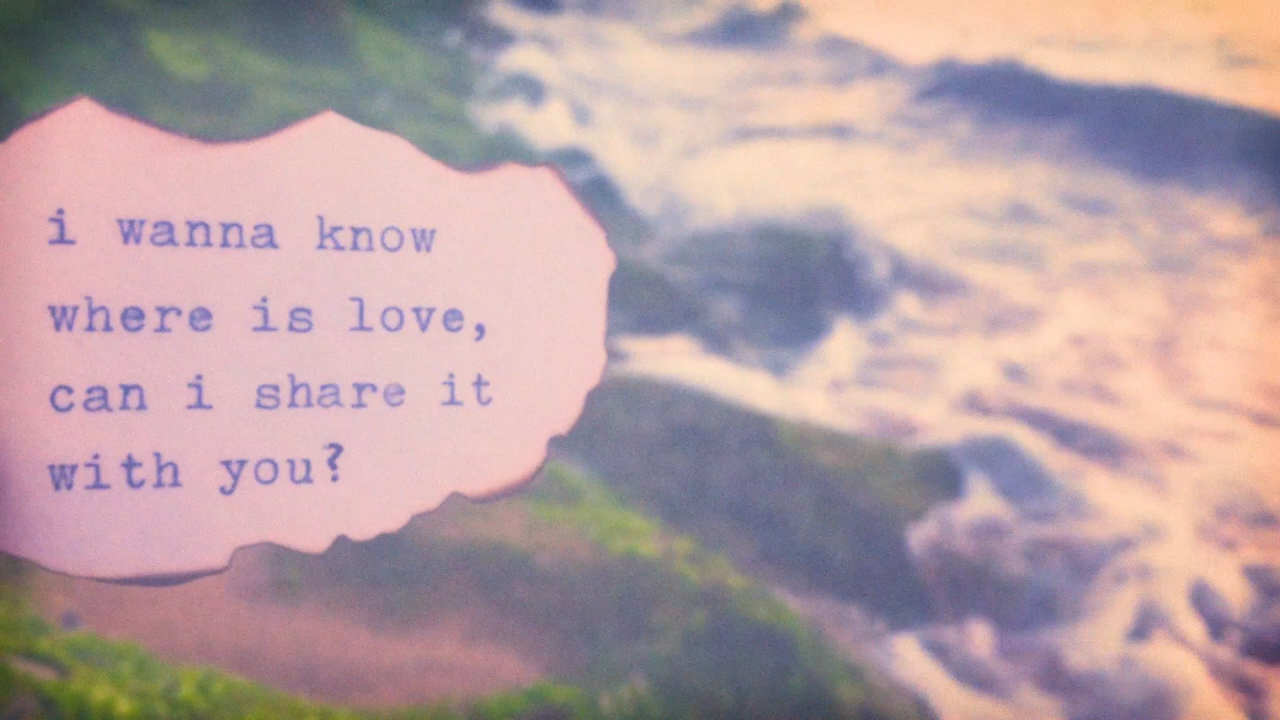 i wanna know
where is love,
can i share it
with you?